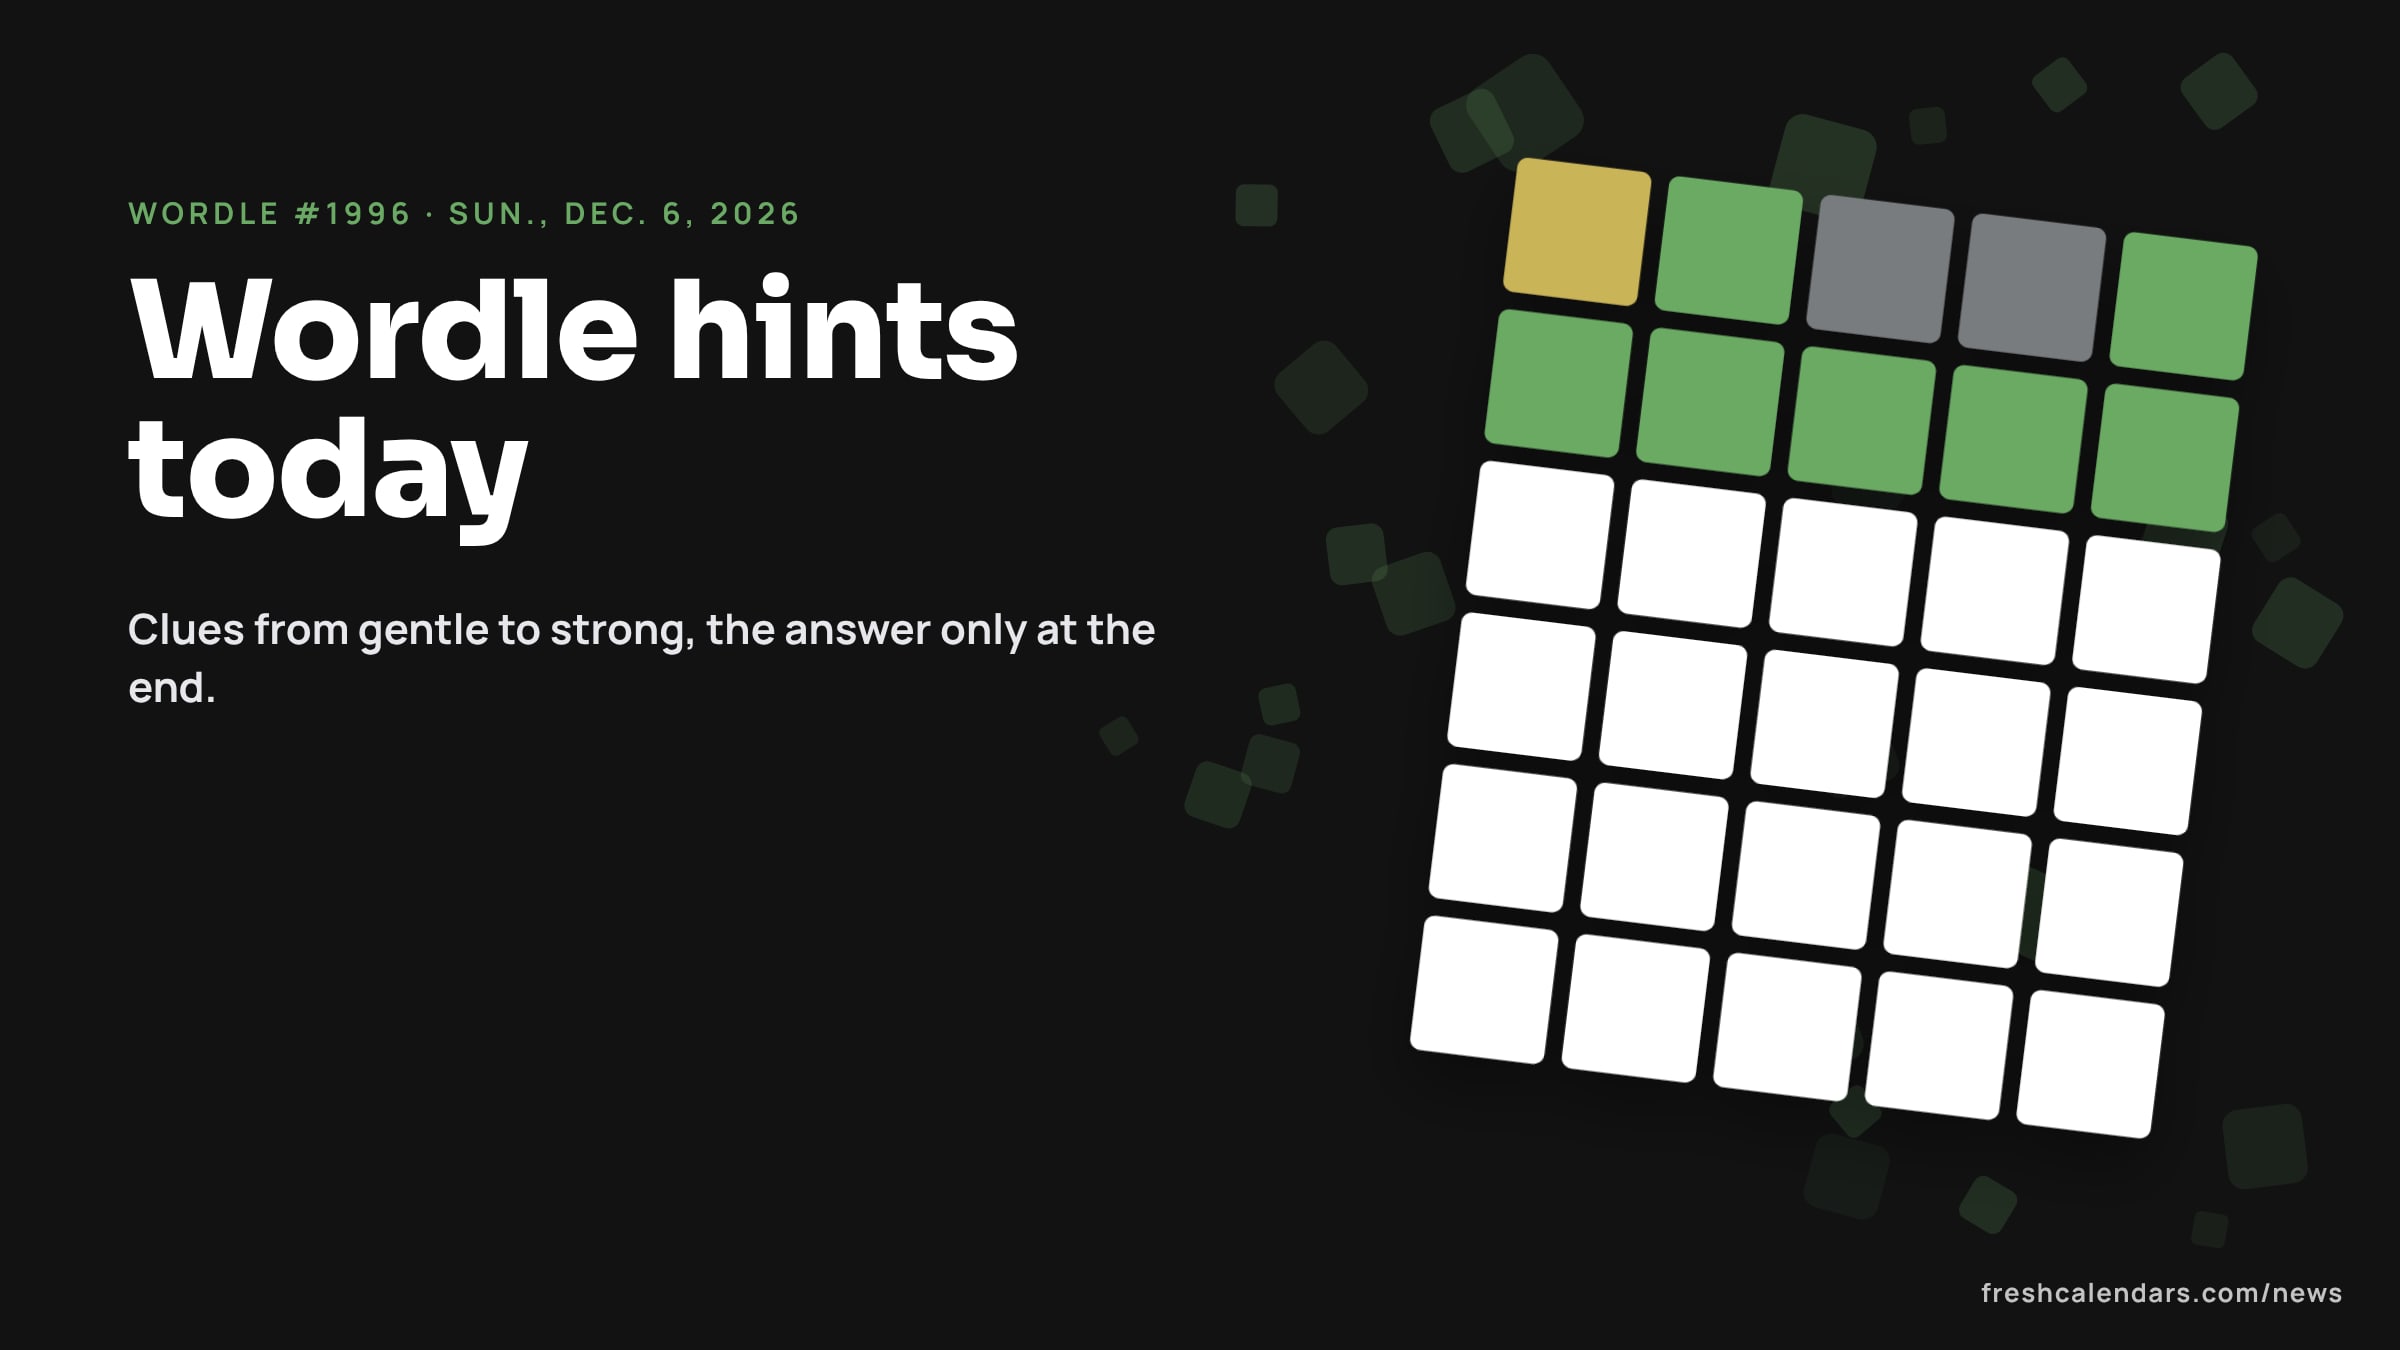 WORDLE #1996 · SUN., DEC. 6, 2026
Wordle hints
today
Clues from gentle to strong, the answer only at the
end.
freshcalendars.com/news